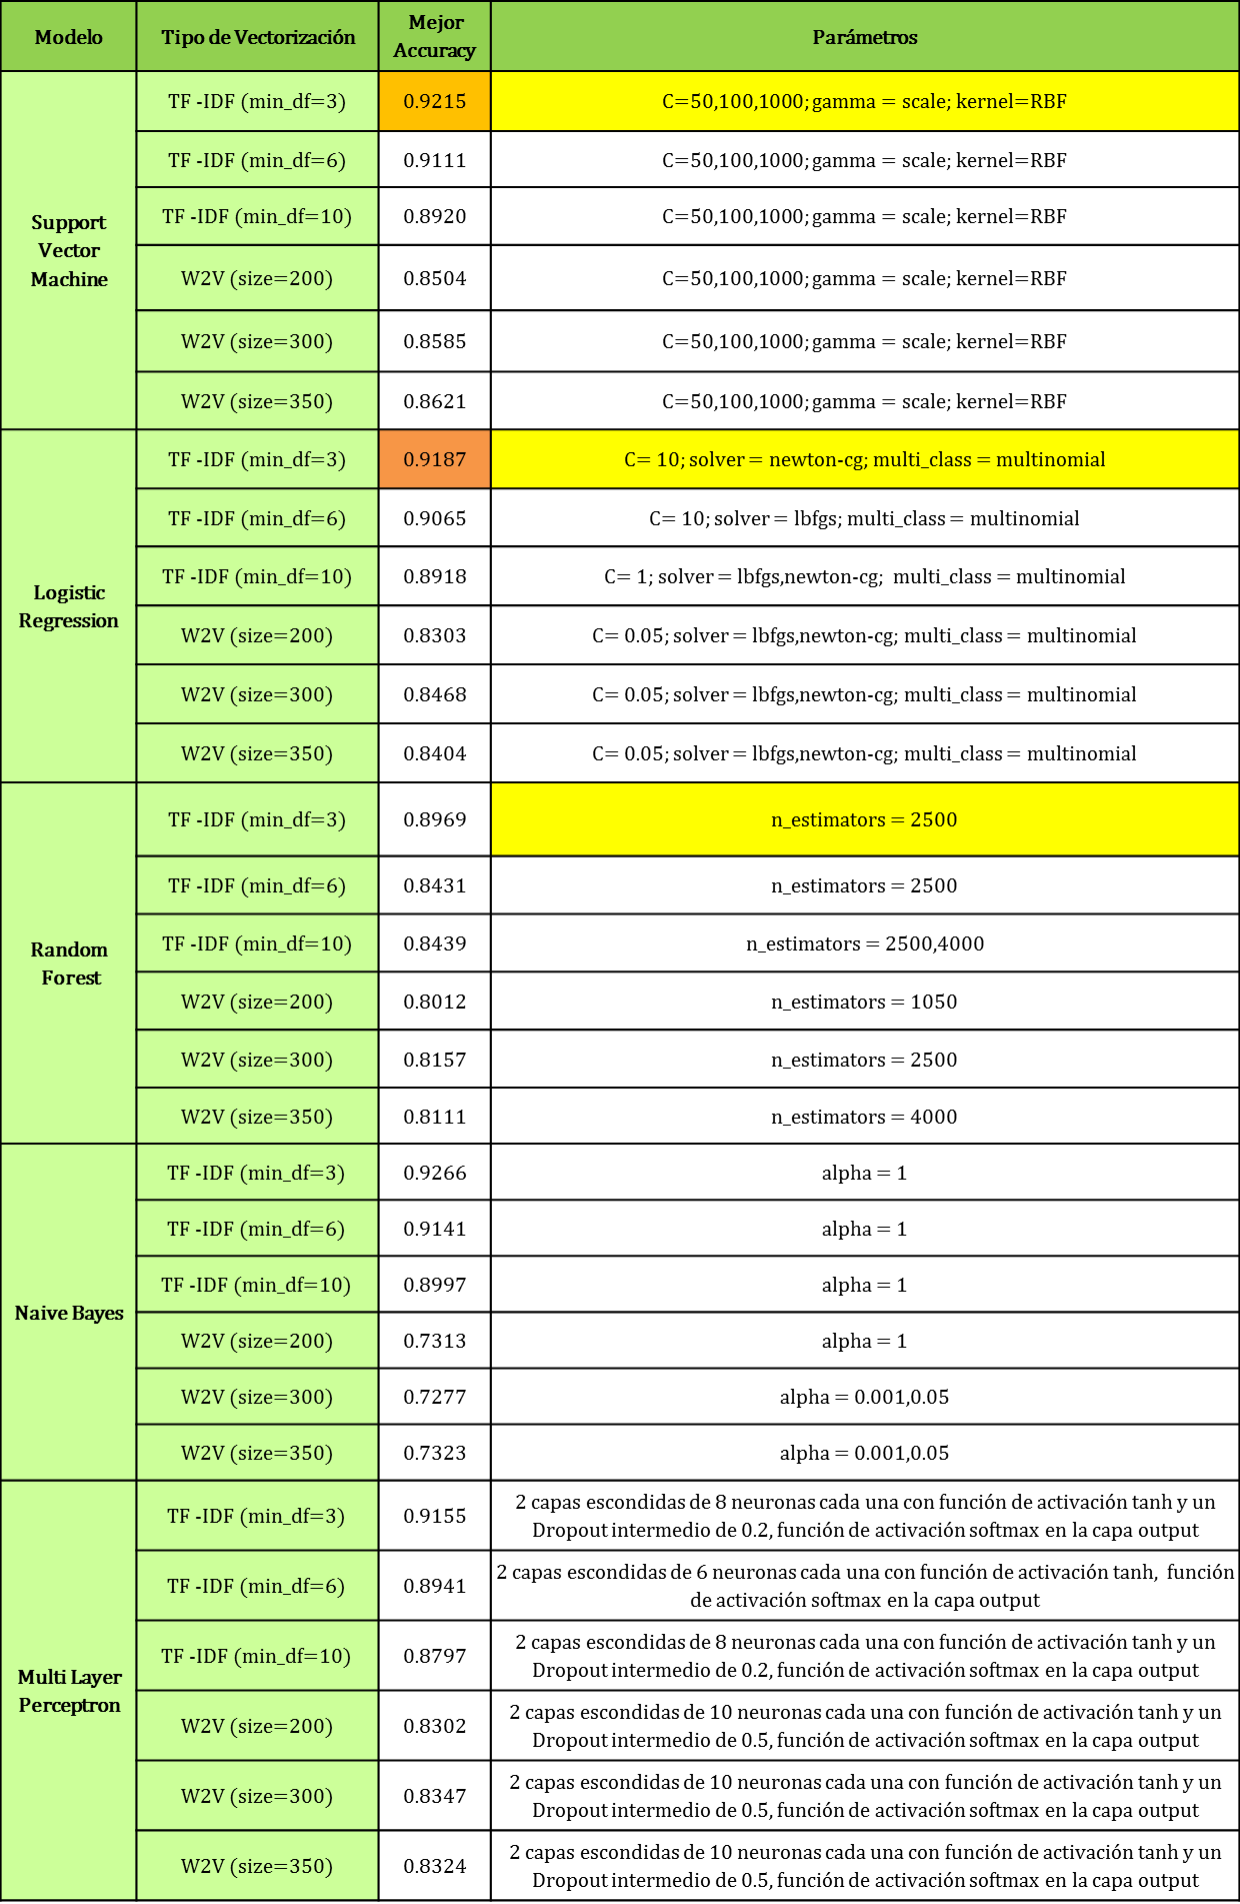 Modelo Tipo de Vectorización Mejor Accuracy Parámetros
Support Vector Machine
TF -IDF (min_df=3) 0.9215 C=50,100,1000; gamma = scale; kernel=RBF
TF -IDF (min_df=6) 0.9111 C=50,100,1000; gamma = scale; kernel=RBF
TF -IDF (min_df=10) 0.8920 C=50,100,1000; gamma = scale; kernel=RBF
W2V (size=200) 0.8504 C=50,100,1000; gamma = scale; kernel=RBF
W2V (size=300) 0.8585 C=50,100,1000; gamma = scale; kernel=RBF
W2V (size=350) 0.8621 C=50,100,1000; gamma = scale; kernel=RBF
Logistic Regression
TF -IDF (min_df=3) 0.9187 C= 10; solver = newton-cg; multi_class = multinomial
TF -IDF (min_df=6) 0.9065 C= 10; solver = lbfgs; multi_class = multinomial
TF -IDF (min_df=10) 0.8918 C= 1; solver = lbfgs,newton-cg; multi_class = multinomial
W2V (size=200) 0.8303 C= 0.05; solver = lbfgs,newton-cg; multi_class = multinomial
W2V (size=300) 0.8468 C= 0.05; solver = lbfgs,newton-cg; multi_class = multinomial
W2V (size=350) 0.8404 C= 0.05; solver = lbfgs,newton-cg; multi_class = multinomial
Random Forest
TF -IDF (min_df=3) 0.8969 n_estimators = 2500
TF -IDF (min_df=6) 0.8431 n_estimators = 2500
TF -IDF (min_df=10) 0.8439 n_estimators = 2500,4000
W2V (size=200) 0.8012 n_estimators = 1050
W2V (size=300) 0.8157 n_estimators = 2500
W2V (size=350) 0.8111 n_estimators = 4000
Naive Bayes
TF -IDF (min_df=3) 0.9266 alpha = 1
TF -IDF (min_df=6) 0.9141 alpha = 1
TF -IDF (min_df=10) 0.8997 alpha = 1
W2V (size=200) 0.7313 alpha = 1
W2V (size=300) 0.7277 alpha = 0.001,0.05
W2V (size=350) 0.7323 alpha = 0.001,0.05
Multi Layer Perceptron
TF -IDF (min_df=3) 0.9155 2 capas escondidas de 8 neuronas cada una con función de activación tanh y un
Dropout intermedio de 0.2, función de activación softmax en la capa output
TF -IDF (min_df=6) 0.8941 2 capas escondidas de 6 neuronas cada una con función de activación tanh, función
de activación softmax en la capa output
TF -IDF (min_df=10) 0.8797 2 capas escondidas de 8 neuronas cada una con función de activación tanh y un
Dropout intermedio de 0.2, función de activación softmax en la capa output
W2V (size=200) 0.8302 2 capas escondidas de 10 neuronas cada una con función de activación tanh y un
Dropout intermedio de 0.5, función de activación softmax en la capa output
W2V (size=300) 0.8347 2 capas escondidas de 10 neuronas cada una con función de activación tanh y un
Dropout intermedio de 0.5, función de activación softmax en la capa output
W2V (size=350) 0.8324 2 capas escondidas de 10 neuronas cada una con función de activación tanh y un
Dropout intermedio de 0.5, función de activación softmax en la capa output